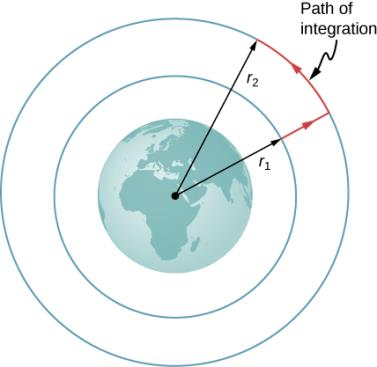 Path of
integration
r₂
r₁